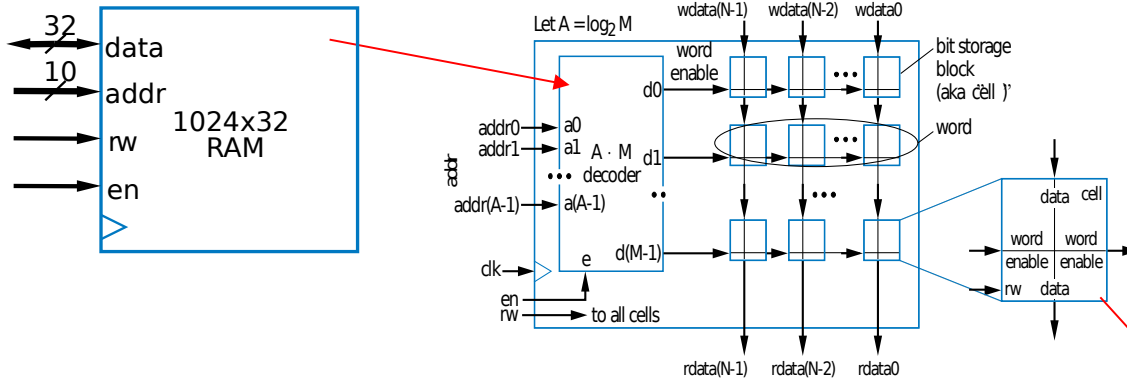 32
data
10
addr
1024x32
RAM
rw
en
Let A = log2 M
wdata(N-1) wdata(N-2) wdata0
word
enable
bit storage
block
(aka cell )
d0
addr0 a0
addr1 a1
addr
A · M
decoder
d1
word
addr(A-1) a(A-1)
d(M-1)
e
clk
en
rw to all cells
data cell
word word
enable enable
rw data
rdata(N-1) rdata(N-2) rdata0